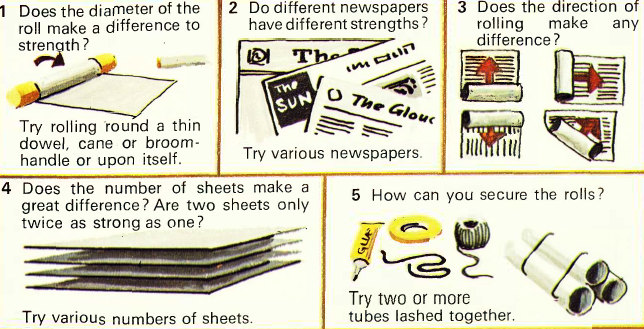 1 Does the diameter of the
roll make a difference to
strength?
Try rolling round a thin
dowel, cane or broom-
handle or upon itself.
2 Do different newspapers
have different strengths?
The
The
SUN
The Glouc
Try various newspapers.
3 Does the direction of
rolling make any
difference?
4 Does the number of sheets make a
great difference? Are two sheets only
twice as strong as one?
Try various numbers of sheets.
5 How can you secure the rolls?
Try two or more
tubes lashed together.